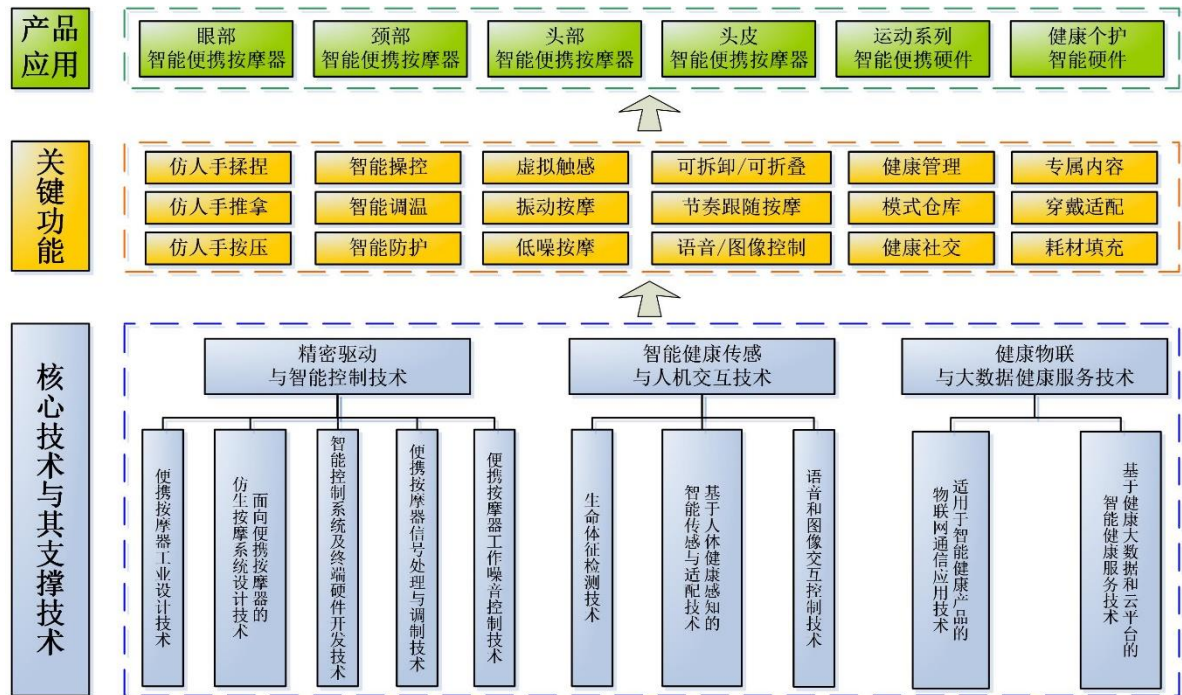 产品
应用
眼部
智能便携按摩器
颈部
智能便携按摩器
头部
智能便携按摩器
头皮
智能便携按摩器
运动系列
智能便携硬件
健康个护
智能硬件
关键功能
仿人手揉捏
智能操控
虚拟触感
可拆卸/可折叠
健康管理
专属内容
仿人手推拿
智能调温
振动按摩
节奏跟随按摩
模式仓库
穿戴适配
仿人手按压
智能防护
低噪按摩
语音/图像控制
健康社交
耗材填充
核心技术与其支撑技术
精密驱动
与智能控制技术
智能健康传感
与人机交互技术
健康物联
与大数据健康服务技术
便携按摩器工业设计技术
面向便携按摩器的
仿生按摩系统设计技术
智能控制系统及终端硬件开发技术
便携按摩器信号处理与调制技术
便携按摩器工作噪音控制技术
生命体征检测技术
基于人体健康感知的
智能传感与适配技术
语音和图像交互控制技术
适用于智能健康产品的
物联网通信应用技术
基于健康大数据和云平台的
智能健康服务技术